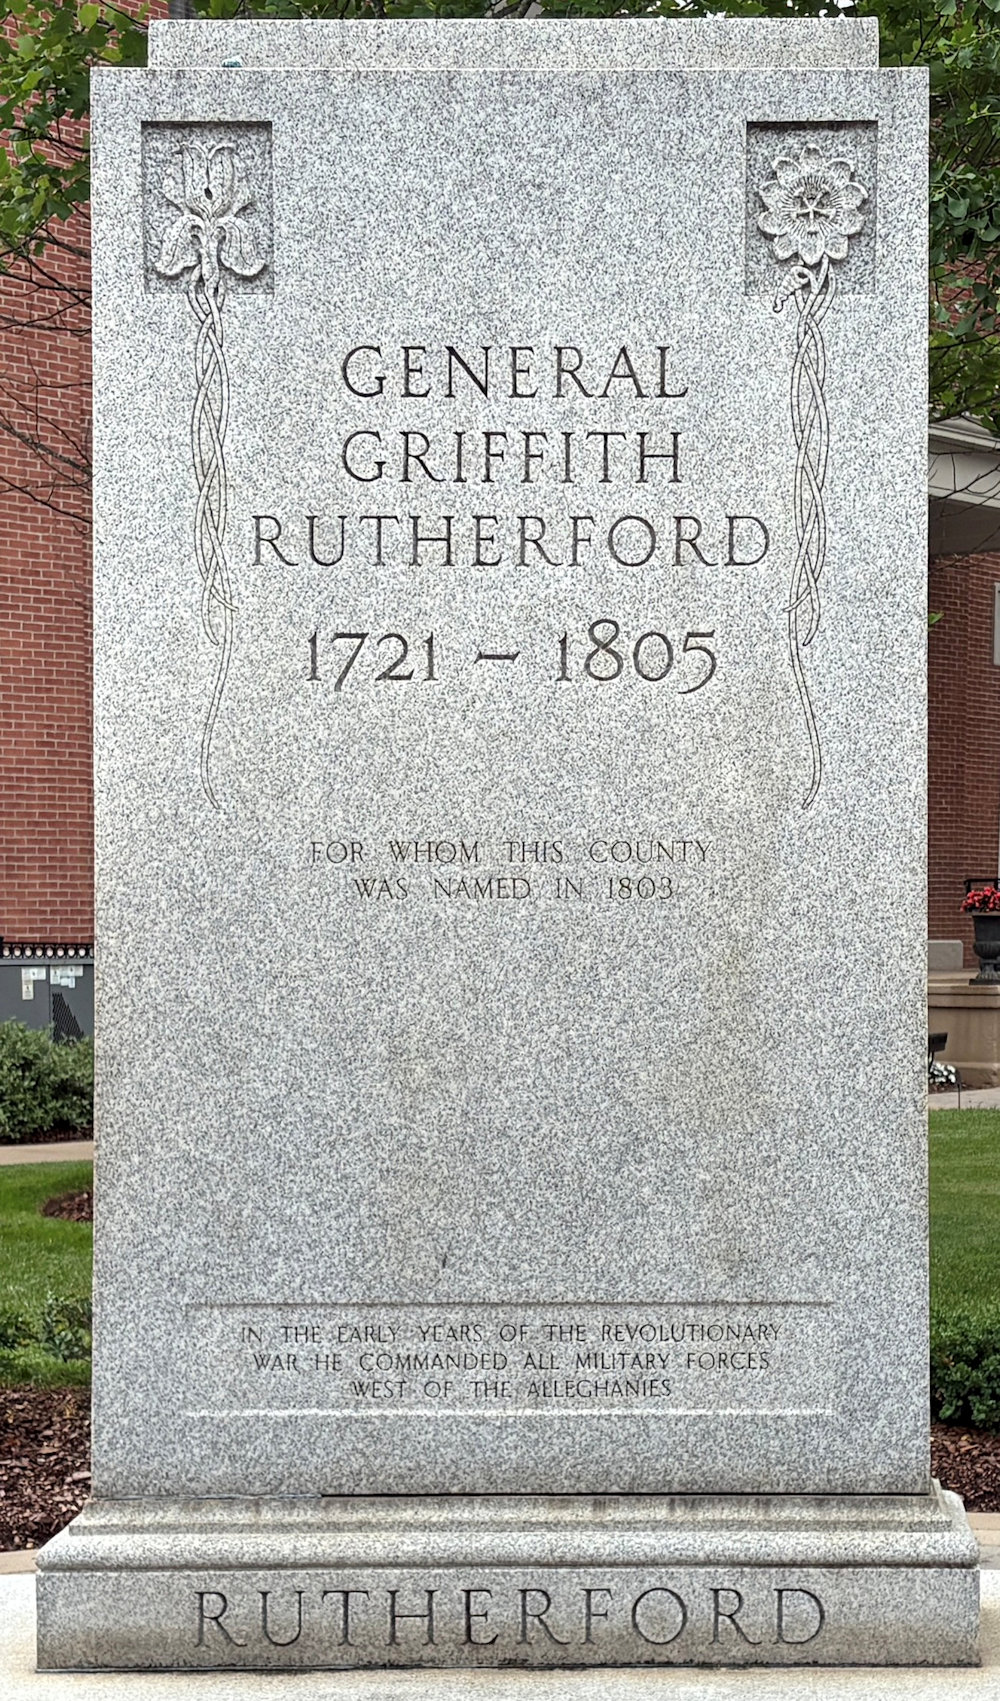 GENERAL
GRIFFITH
RUTHERFORD
1721 – 1805
FOR WHOM THIS COUNTY
WAS NAMED IN 1803
IN THE EARLY YEARS OF THE REVOLUTIONARY
WAR HE COMMANDED ALL MILITARY FORCES
WEST OF THE ALLEGHANIES
RUTHERFORD